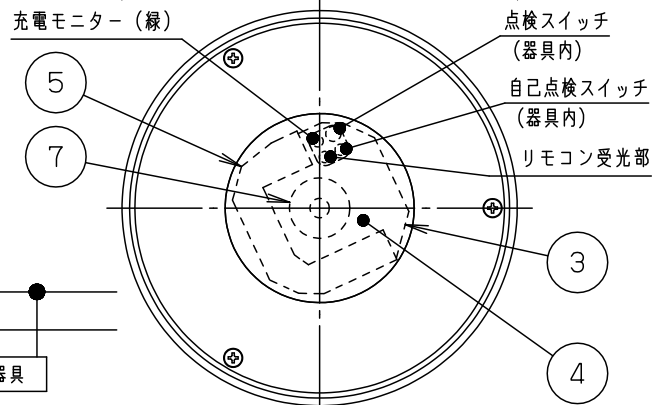 充電モニター（緑）
点検スイッチ
（器具内）
自己点検スイッチ
（器具内）
リモコン受光部
5
7
3
4
器具